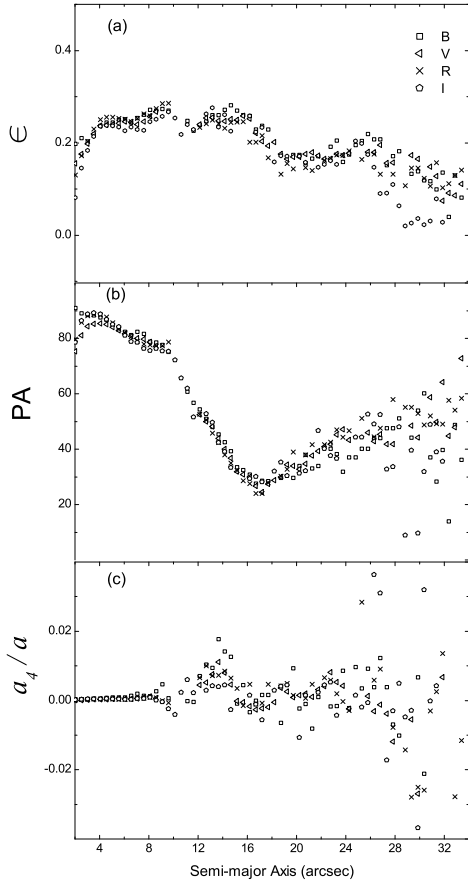 (a)
B
V
R
I
0.4
0.2
0.0
∈
(b)
80
60
40
20
PA
(c)
0.02
0.00
-0.02
a4/a
4 8 12 16 20 24 28 32
Semi-major Axis (arcsec)